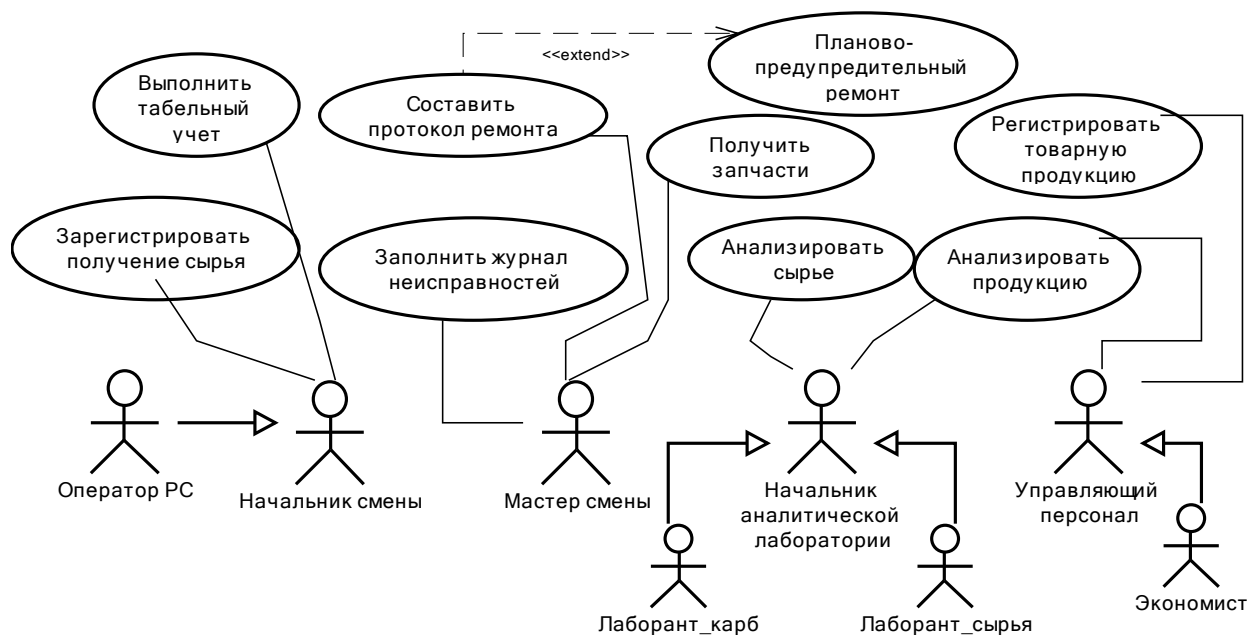 <<extend>>
Планово-
предупредительный
ремонт
Выполнить
табельный
учет
Составить
протокол ремонта
Получить
запчасти
Регистрировать
товарную
продукцию
Зарегистрировать
получение сырья
Заполнить журнал
неисправностей
Анализировать
сырье
Анализировать
продукцию
Оператор РС
Начальник смены
Мастер смены
Начальник
аналитической
лаборатории
Управляющий
персонал
Лаборант_карб
Лаборант_сырья
Экономист